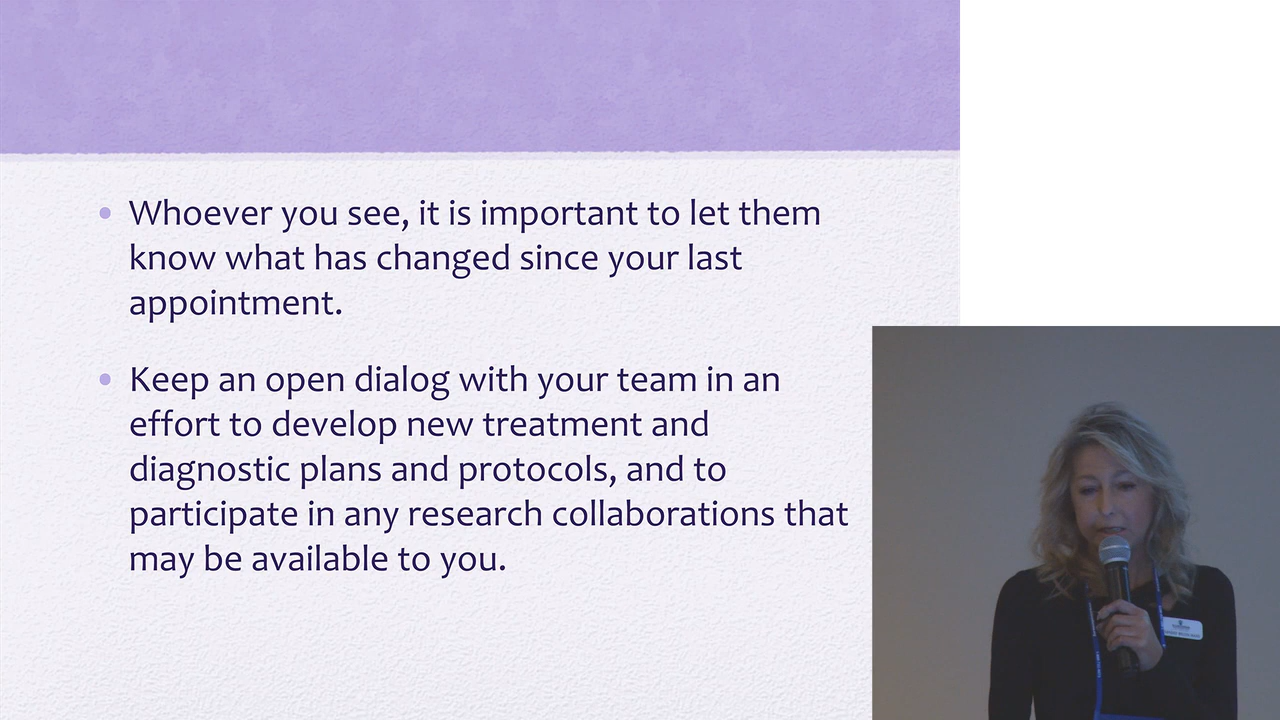 • Whoever you see, it is important to let them
know what has changed since your last
appointment.
• Keep an open dialog with your team in an
effort to develop new treatment and
diagnostic plans and protocols, and to
participate in any research collaborations that
may be available to you.